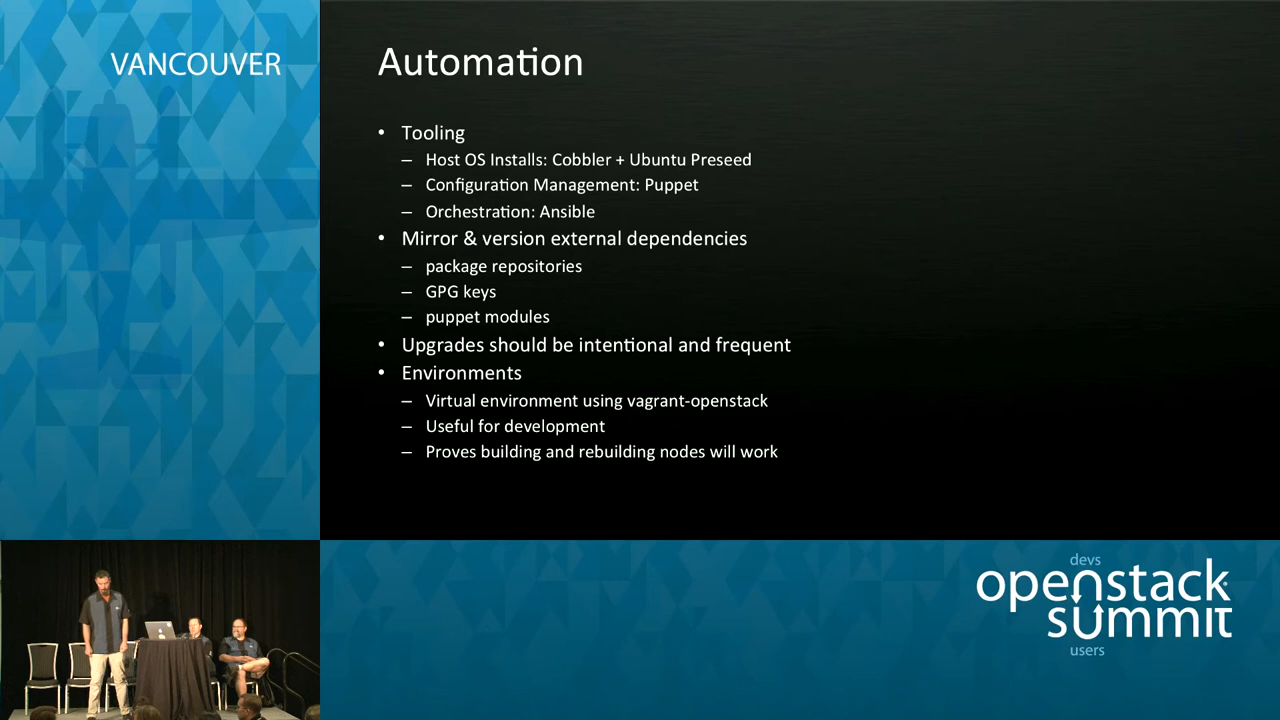 VANCOUVER
Automation
• Tooling
– Host OS Installs: Cobbler + Ubuntu Preseed
– Configuration Management: Puppet
– Orchestration: Ansible
• Mirror & version external dependencies
– package repositories
– GPG keys
– puppet modules
• Upgrades should be intentional and frequent
• Environments
– Virtual environment using vagrant-openstack
– Useful for development
– Proves building and rebuilding nodes will work
devs
openstack
summit
users